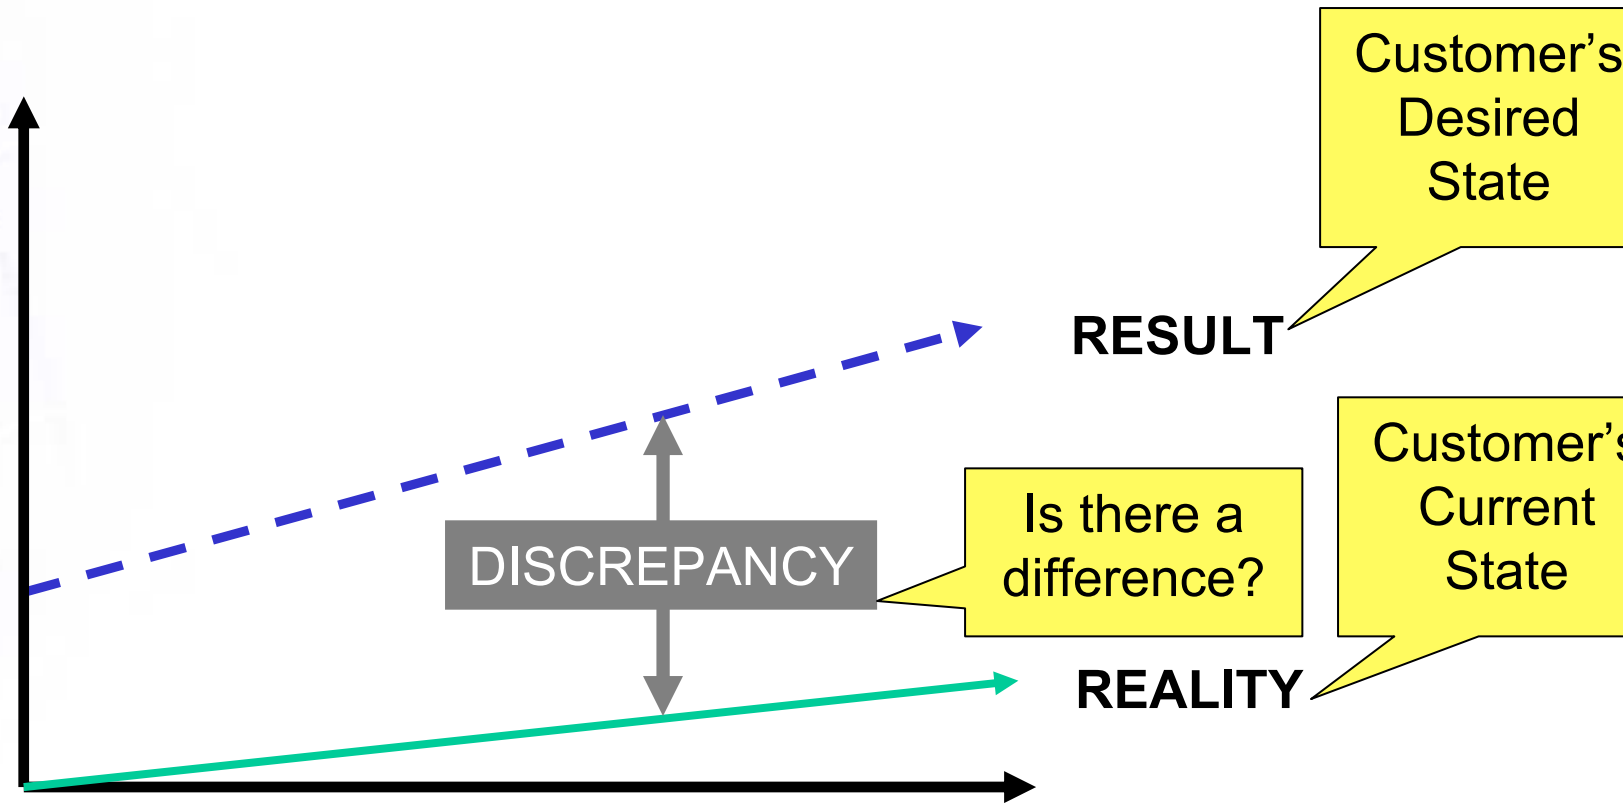 Customer’s
Desired
State
RESULT
Customer’s
Current
State
Is there a
difference?
DISCREPANCY
REALITY